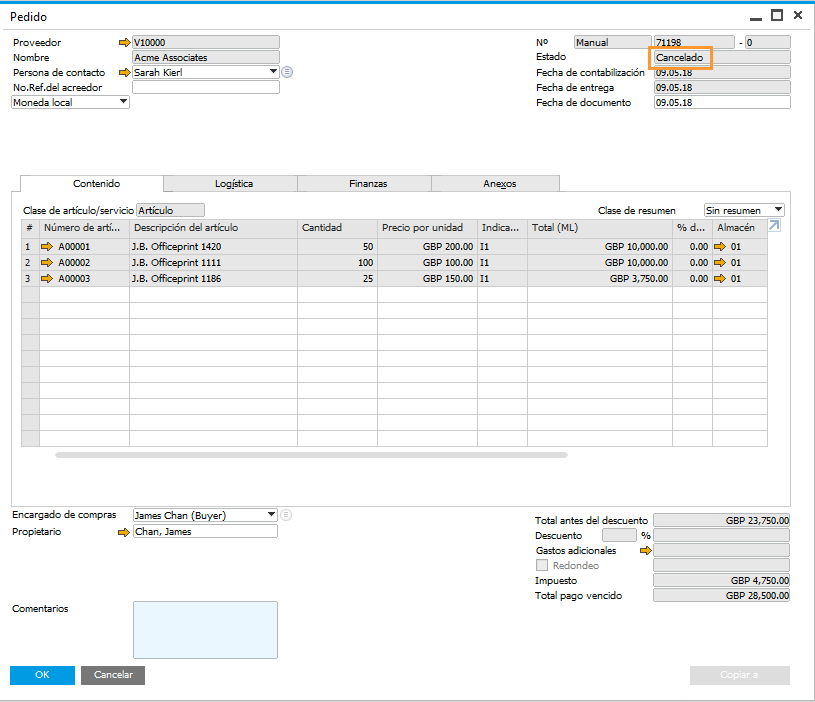 Pedido
Proveedor V10000 Nº Manual 71198 - 0
Nombre Acme Associates Estado Cancelado
Persona de contacto Sarah Kierl Fecha de contabilización 09.05.18
No.Ref.del acreedor Fecha de entrega 09.05.18
Moneda local Fecha de documento 09.05.18
Contenido Logística Finanzas Anexos
Clase de artículo/servicio Artículo Clase de resumen Sin resumen
# Número de artí... Descripción del artículo Cantidad Precio por unidad Indica... Total (ML) % d... Almacén
1 A00001 J.B. Officeprint 1420 50 GBP 200.00 I1 GBP 10,000.00 0.00 01
2 A00002 J.B. Officeprint 1111 100 GBP 100.00 I1 GBP 10,000.00 0.00 01
3 A00003 J.B. Officeprint 1186 25 GBP 150.00 I1 GBP 3,750.00 0.00 01
Encargado de compras James Chan (Buyer)
Propietario Chan, James
Total antes del descuento GBP 23,750.00
Descuento %
Gastos adicionales
Redondeo
Impuesto GBP 4,750.00
Total pago vencido GBP 28,500.00
Comentarios
OK Cancelar Copiar a